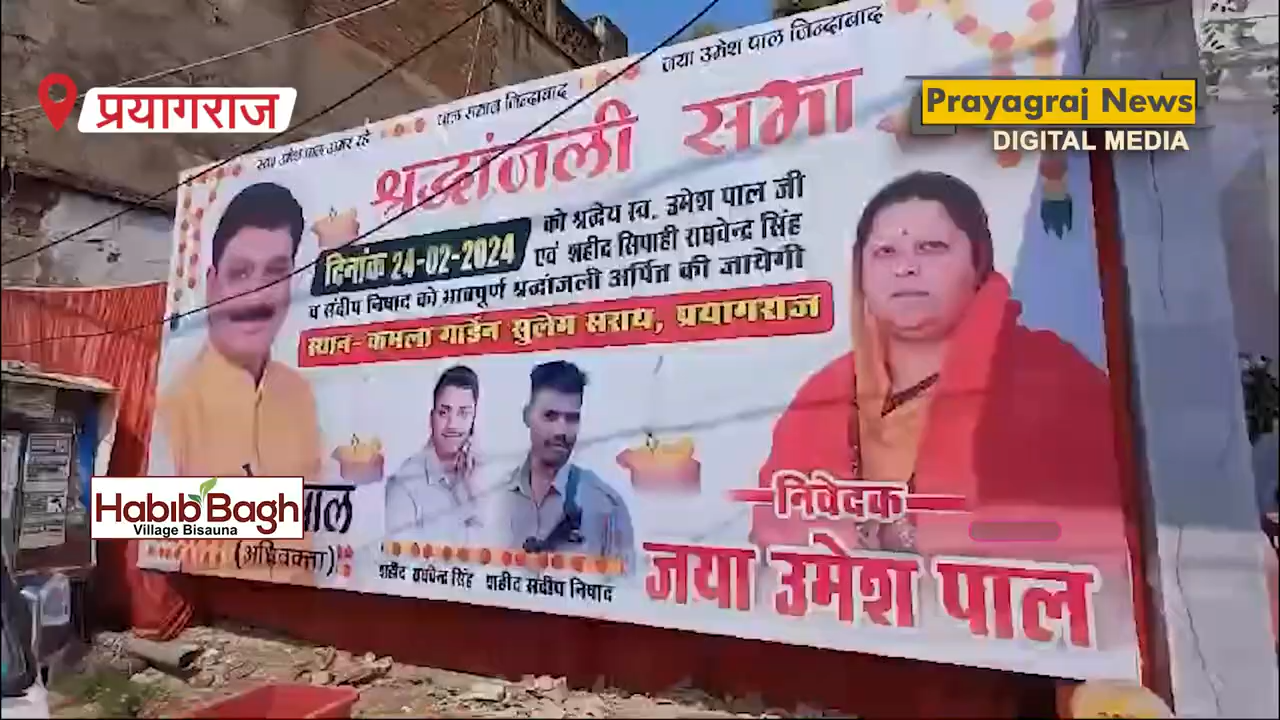 प्रयागराज
Prayagraj News
DIGITAL MEDIA
स्व० उमेश पाल अमर रहे
पाल समाज जिन्दाबाद
जया उमेश पाल जिन्दाबाद
श्रद्धांजली सभा
दिनांक 24-02-2024
को श्रद्धेय स्व. उमेश पाल जी
एवं शहीद सिपाही राघवेन्द्र सिंह
व संदीप निषाद को भावपूर्ण श्रद्धांजली अर्पित की जायेगी
स्थान- कमला गार्डेन सुलेम सराय, प्रयागराज
पाल
(अधिवक्ता)
Habib Bagh
Village Bisauna
शहीद राघवेन्द्र सिंह
शहीद संदीप निषाद
निवेदक
जया उमेश पाल